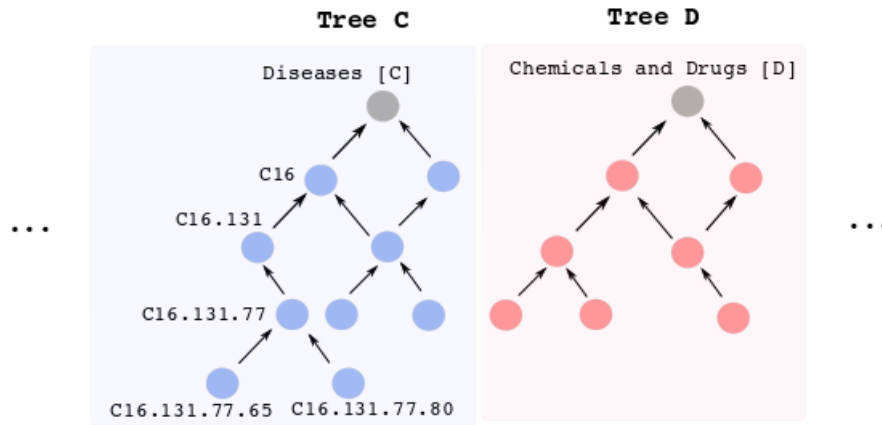 Tree C
Tree D
Diseases [C]
Chemicals and Drugs [D]
C16
C16.131
...
...
C16.131.77
C16.131.77.65
C16.131.77.80